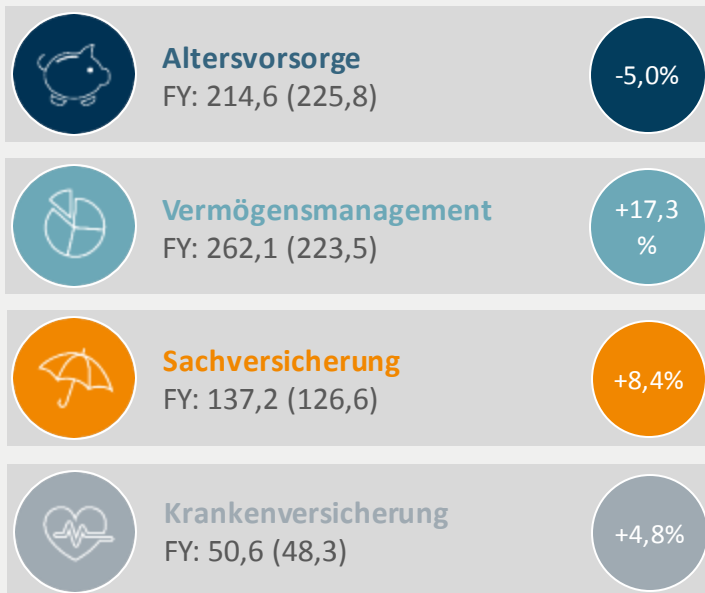 Altersvorsorge
FY: 214,6 (225,8)
-5,0%
Vermögensmanagement
FY: 262,1 (223,5)
+17,3
%
Sachversicherung
FY: 137,2 (126,6)
+8,4%
Krankenversicherung
FY: 50,6 (48,3)
+4,8%